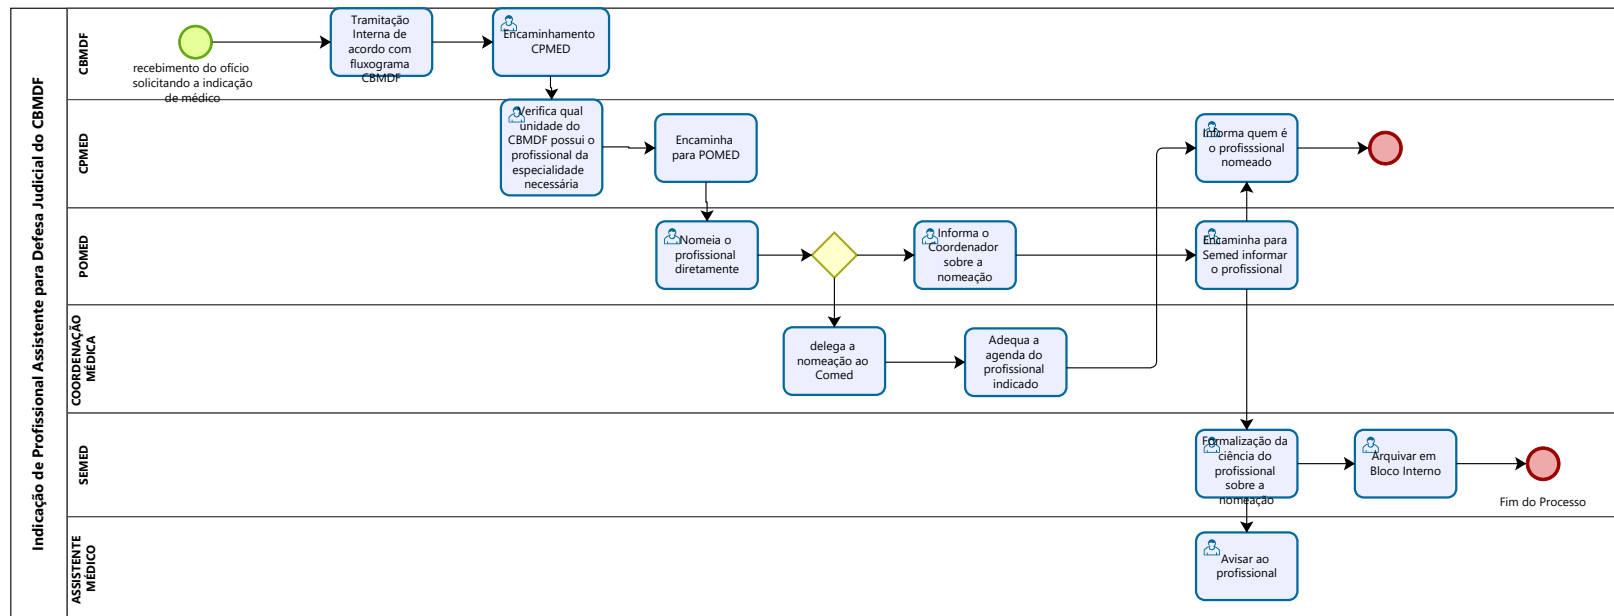 Indicação de Profissional Assistente para Defesa Judicial do CBMDF
CBMDF
recebimento do ofício
solicitando a indicação
de médico
Tramitação
Interna de
acordo com
fluxograma
CBMDF
Encaminhamento
CPMED
CPMED
Verifica qual
unidade do
CBMDF possui o
profissional da
especialidade
necessária
Encaminha
para POMED
Informa quem é
o profisssional
nomeado
POMED
Nomeia o
profissional
diretamente
Informa o
Coordenador
sobre a
nomeação
Encaminha para
Semed informar
o profissional
COORDENAÇÃO
MÉDICA
delega a
nomeação ao
Comed
Adequa a
agenda do
profissional
indicado
SEMED
Formalização da
ciência do
profissional
sobre a
nomeação
Arquivar em
Bloco Interno
Fim do Processo
ASSISTENTE
MÉDICO
Avisar ao
profissional